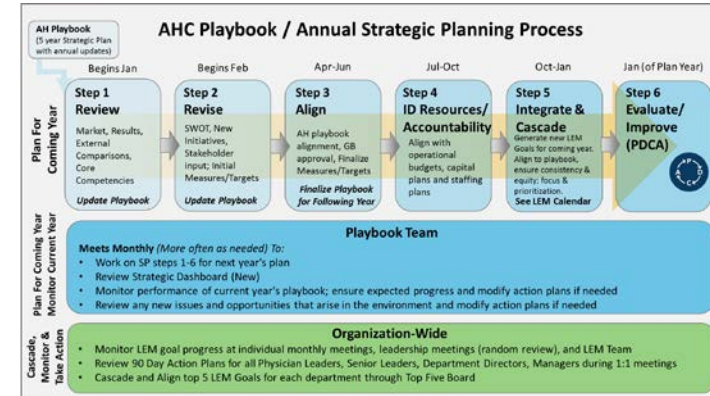 AHC Playbook / Annual Strategic Planning Process
AH Playbook
(5 year Strategic Plan
with annual updates)
Begins Jan
Begins Feb
Apr-Jun
Jul-Oct
Oct-Jan
Jan (of Plan Year)
Plan For
Coming Year
Step 1
Review
Market, Results,
External
Comparisons,
Core
Competencies
Update Playbook
Step 2
Revise
SWOT, New
Initiatives,
Stakeholder
input; Initial
Measures/Targets
Update Playbook
Step 3
Align
AH playbook
alignment, GB
approval, Finalize
Measures/Targets
Finalize Playbook
for Following Year
Step 4
ID Resources/
Accountability
Align with
operational
budgets, capital
plans and staffing
plans
Step 5
Integrate &
Cascade
Generate new LEM
Goals for coming year.
Align to playbook,
ensure consistency &
equity; focus &
prioritization.
See LEM Calendar
Step 6
Evaluate/
Improve
(PDCA)
Plan For Coming Year
Monitor Current Year
Playbook Team
Meets Monthly (More often as needed) To:
• Work on SP steps 1-6 for next year's plan
• Review Strategic Dashboard (New)
• Monitor performance of current year's playbook; ensure expected progress and modify action plans if needed
• Review any new issues and opportunities that arise in the environment and modify action plans if needed
Cascade,
Monitor &
Take Action
Organization-Wide
• Monitor LEM goal progress at individual monthly meetings, leadership meetings (random review), and LEM Team
• Review 90 Day Action Plans for all Physician Leaders, Senior Leaders, Department Directors, Managers during 1:1 meetings
• Cascade and Align top 5 LEM Goals for each department through Top Five Board